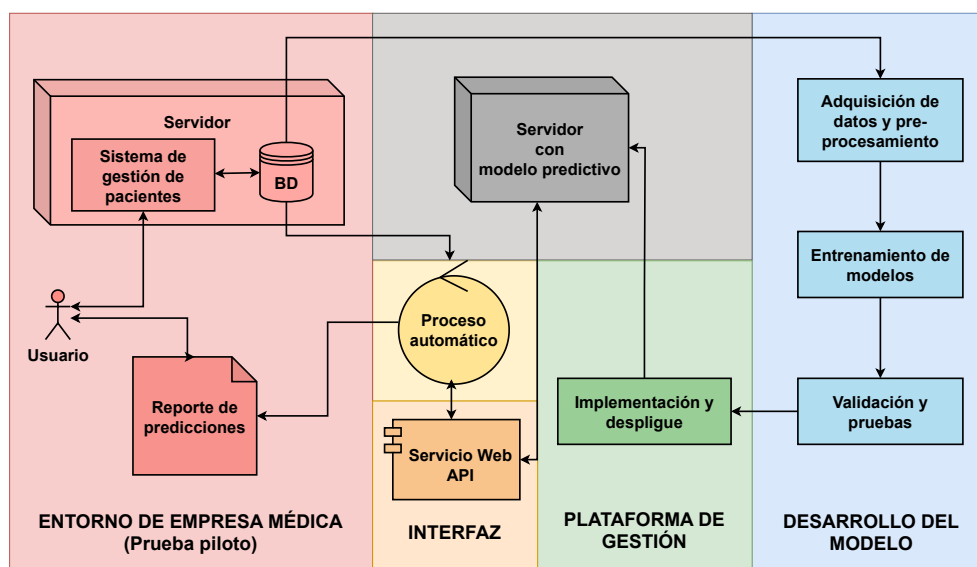 Servidor
Sistema de
gestión de
pacientes
BD
Usuario
Reporte de
predicciones
ENTORNO DE EMPRESA MÉDICA
(Prueba piloto)
Servidor
con
modelo predictivo
Proceso
automático
Servicio Web
API
INTERFAZ
Implementación y
despligue
PLATAFORMA DE
GESTIÓN
Adquisición de
datos y pre-
procesamiento
Entrenamiento de
modelos
Validación y
pruebas
DESARROLLO DEL
MODELO